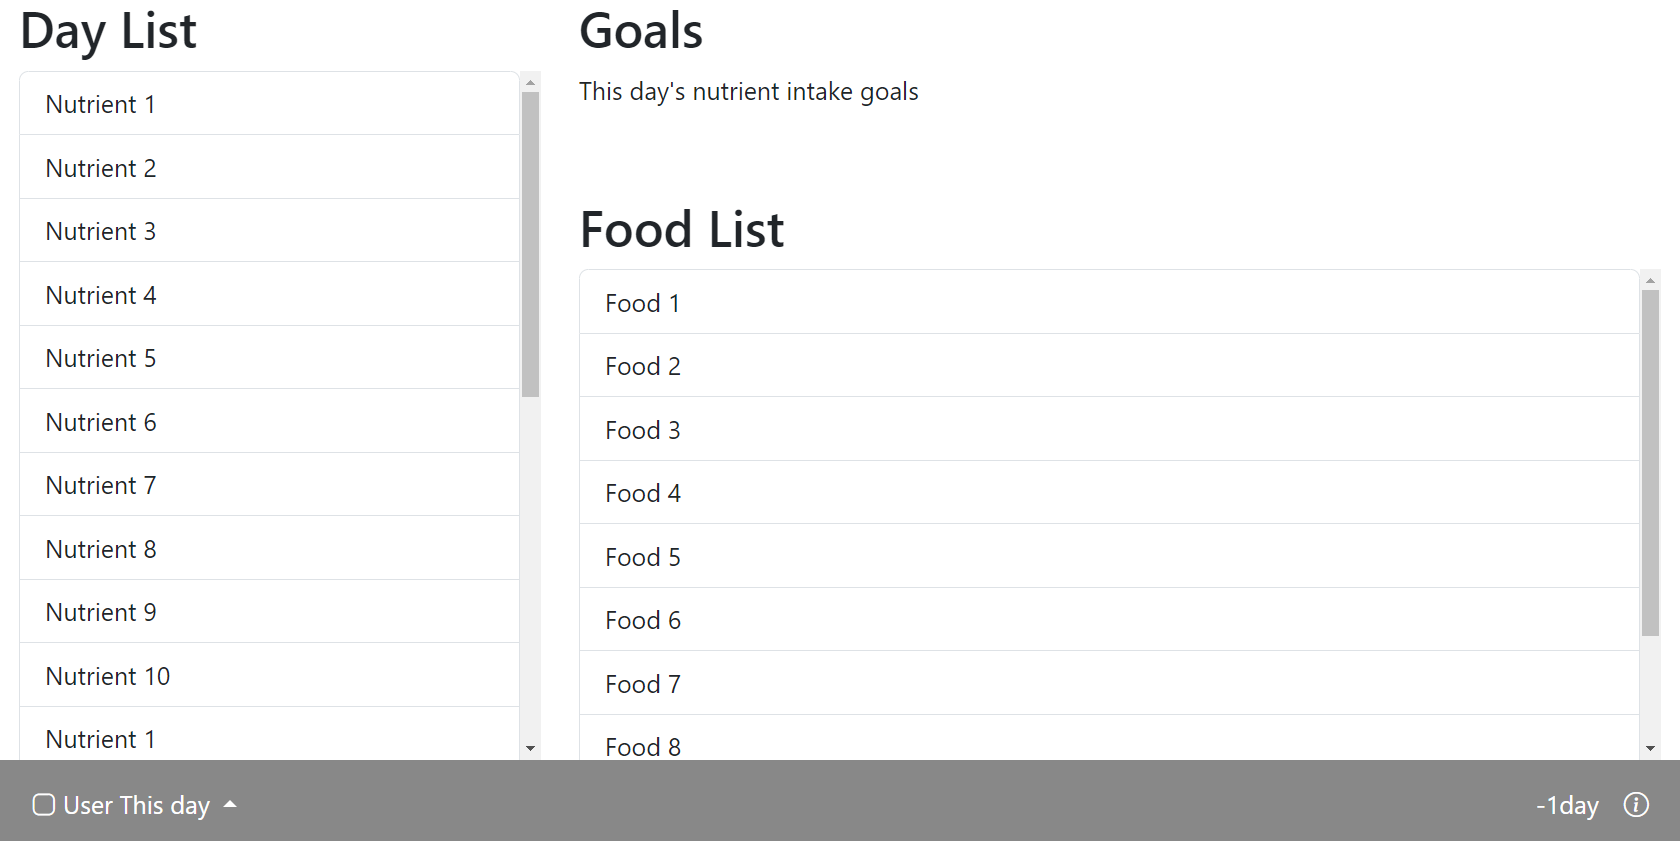 Day List
Nutrient 1
Nutrient 2
Nutrient 3
Nutrient 4
Nutrient 5
Nutrient 6
Nutrient 7
Nutrient 8
Nutrient 9
Nutrient 10
Nutrient 1
Goals
This day's nutrient intake goals
Food List
Food 1
Food 2
Food 3
Food 4
Food 5
Food 6
Food 7
Food 8
User This day
-1day